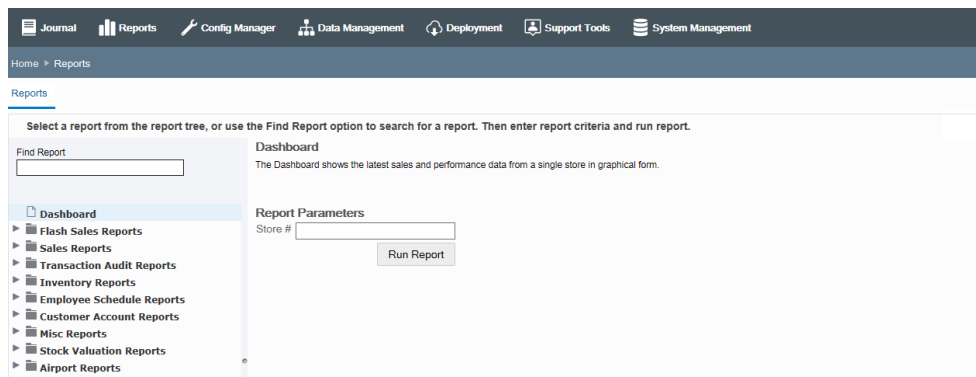 Journal Reports Config Manager Data Management Deployment Support Tools System Management
Home Reports
Reports
Select a report from the report tree, or use the Find Report option to search for a report. Then enter report criteria and run report.
Find Report
Dashboard
Flash Sales Reports
Sales Reports
Transaction Audit Reports
Inventory Reports
Employee Schedule Reports
Customer Account Reports
Misc Reports
Stock Valuation Reports
Airport Reports
Dashboard
The Dashboard shows the latest sales and performance data from a single store in graphical form.
Report Parameters
Store #
Run Report